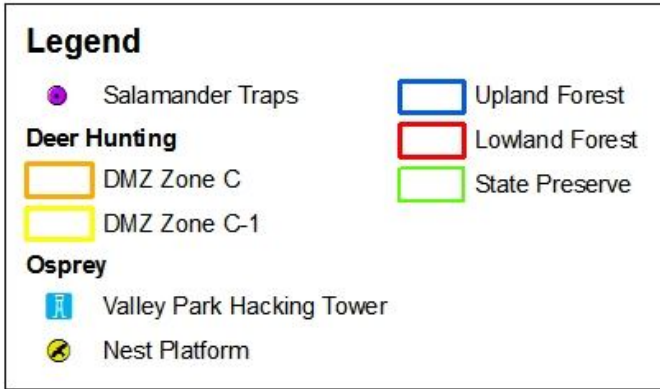 Legend
Salamander Traps
Deer Hunting
DMZ Zone C
DMZ Zone C-1
Osprey
Valley Park Hacking Tower
Nest Platform
Upland Forest
Lowland Forest
State Preserve